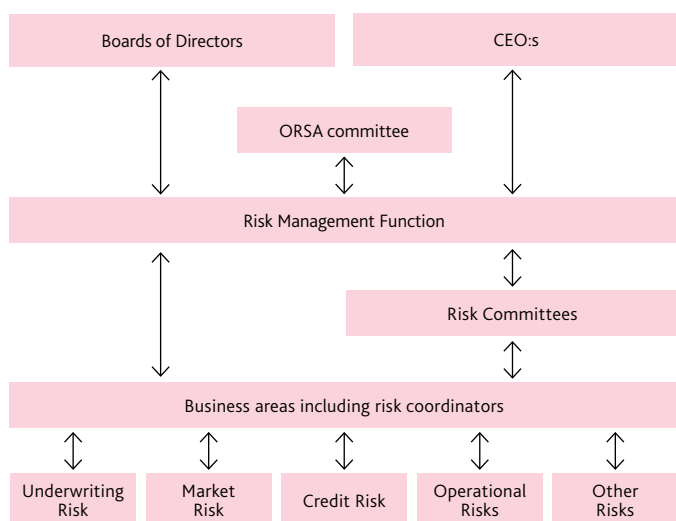 Boards of Directors
CEO:s
ORSA committee
Risk Management Function
Risk Committees
Business areas including risk coordinators
Underwriting
Risk
Market
Risk
Credit Risk
Operational
Risks
Other
Risks